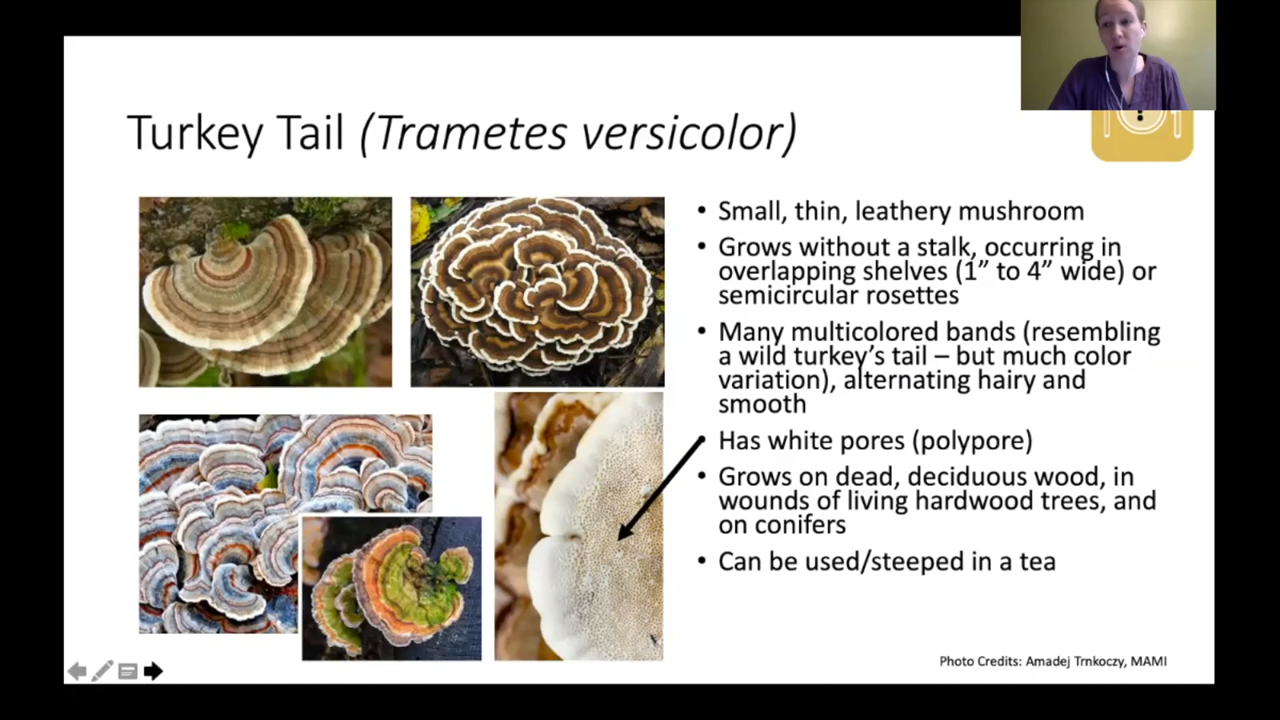 Turkey Tail (Trametes versicolor)
• Small, thin, leathery mushroom
• Grows without a stalk, occurring in
overlapping shelves (1” to 4” wide) or
semicircular rosettes
• Many multicolored bands (resembling
a wild turkey’s tail – but much color
variation), alternating hairy and
smooth
• Has white pores (polypore)
• Grows on dead, deciduous wood, in
wounds of living hardwood trees, and
on conifers
• Can be used/steeped in a tea
Photo Credits: Amadej Trnkoczy, MAMI